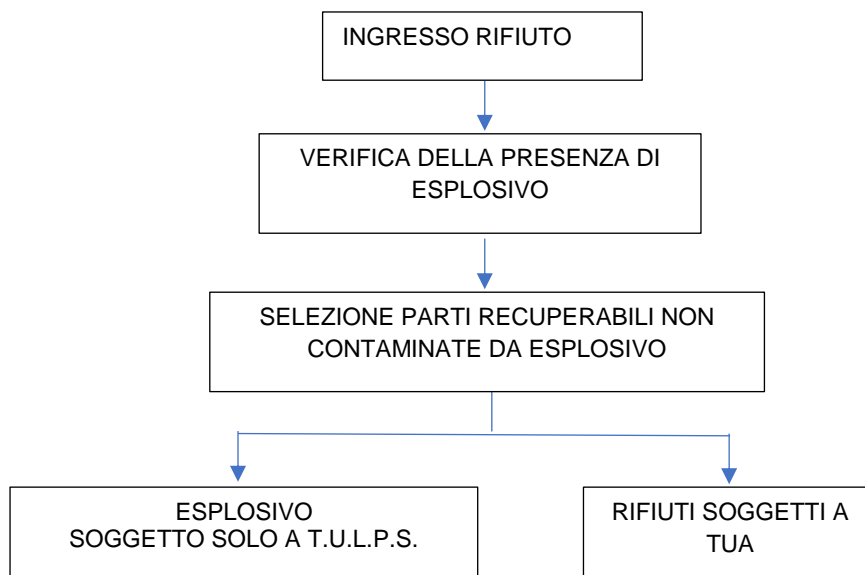 INGRESSO RIFIUTO
VERIFICA DELLA PRESENZA DI
ESPLOSIVO
SELEZIONE PARTI RECUPERABILI NON
CONTAMINATE DA ESPLOSIVO
ESPLOSIVO
SOGGETTO SOLO A T.U.L.P.S.
RIFIUTI SOGGETTI A
TUA